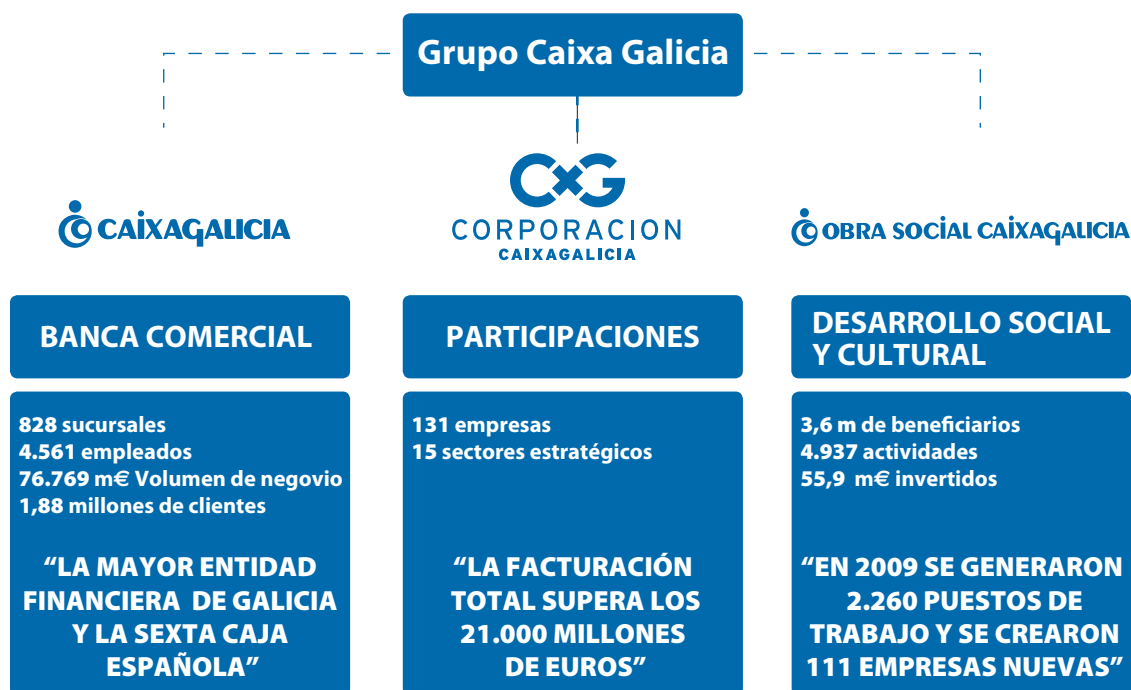 Grupo Caixa Galicia
CAIXAGALICIA
BANCA COMERCIAL
828 sucursales
4.561 empleados
76.769 m€ Volumen de negovio
1,88 millones de clientes
“LA MAYOR ENTIDAD
FINANCIERA DE GALICIA
Y LA SEXTA CAJA
ESPAÑOLA”
CXG
CORPORACION
CAIXAGALICIA
PARTICIPACIONES
131 empresas
15 sectores estratégicos
“LA FACTURACIÓN
TOTAL SUPERA LOS
21.000 MILLONES
DE EUROS”
OBRA SOCIAL CAIXAGALICIA
DESARROLLO SOCIAL
Y CULTURAL
3,6 m de beneficiarios
4.937 actividades
55,9 m€ invertidos
“EN 2009 SE GENERARON
2.260 PUESTOS DE
TRABAJO Y SE CREARON
111 EMPRESAS NUEVAS”